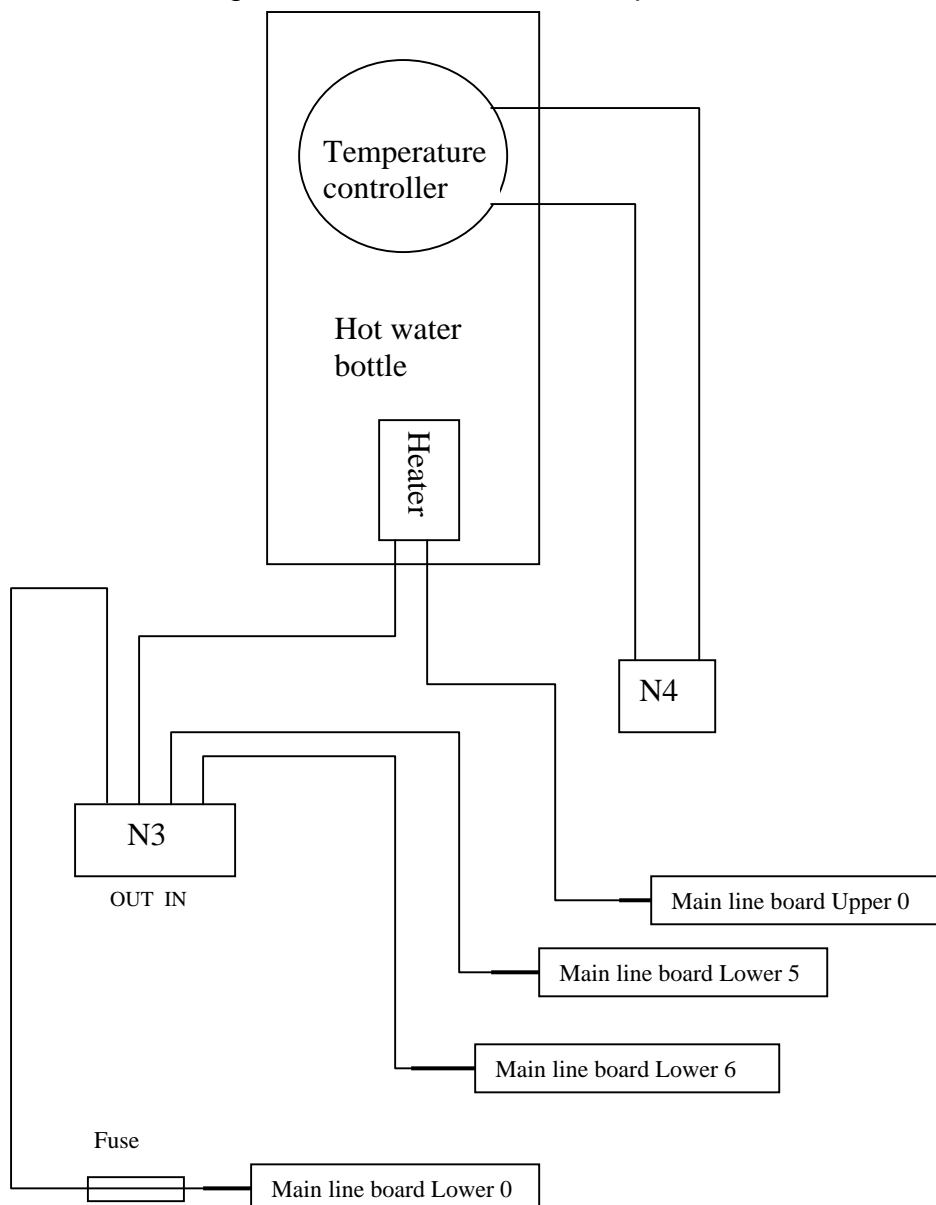 Temperature
controller
Hot water
bottle
Heater
N4
N3
OUT IN
Main line board Upper 0
Main line board Lower 5
Main line board Lower 6
Fuse
Main line board Lower 0